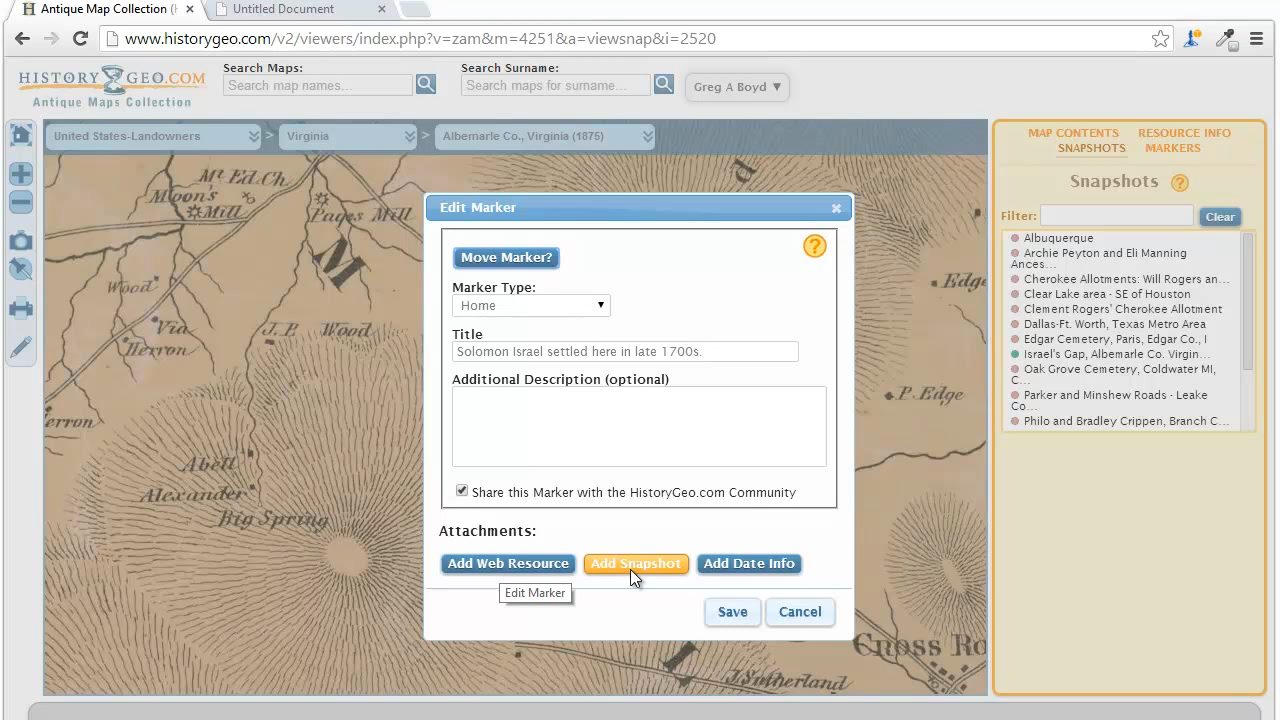 Antique Map Collection (
Untitled Document
www.historygeo.com/v2/viewers/index.php?v=zam&m=4251&a=viewsnap&i=2520
HISTORYGEO.COM
Antique Maps Collection
Search Maps:
Search map names...
Search Surname:
Search maps for surname...
Greg A Boyd ▼
United States-Landowners > Virginia > Albemarle Co., Virginia (1875)
Mt Ed. Ch.
Moon's
Mill
Pages Mill
M
Wood
Via
Herron
J.P. Wood
erron
Abell
Alexander
Big Spring
Edge
P. Edge
Cross Ro
J. Sutherland
Edit Marker
Move Marker?
?
Marker Type:
Home
Title
Solomon Israel settled here in late 1700s.
Additional Description (optional)
Share this Marker with the HistoryGeo.com Community
Attachments:
Add Web Resource
Add Snapshot
Add Date Info
Edit Marker
Save
Cancel
MAP CONTENTS
RESOURCE INFO
SNAPSHOTS
MARKERS
Snapshots ?
Filter:
Clear
Albuquerque
Archie Peyton and Eli Manning
Ances...
Cherokee Allotments: Will Rogers an...
Clear Lake area - SE of Houston
Clement Rogers' Cherokee Allotment
Dallas-Ft. Worth, Texas Metro Area
Edgar Cemetery, Paris, Edgar Co., I
Israel's Gap, Albemarle Co. Virgin...
Oak Grove Cemetery, Coldwater MI,
C...
Parker and Minshew Roads - Leake
Co...
Philo and Bradley Crippen, Branch C...